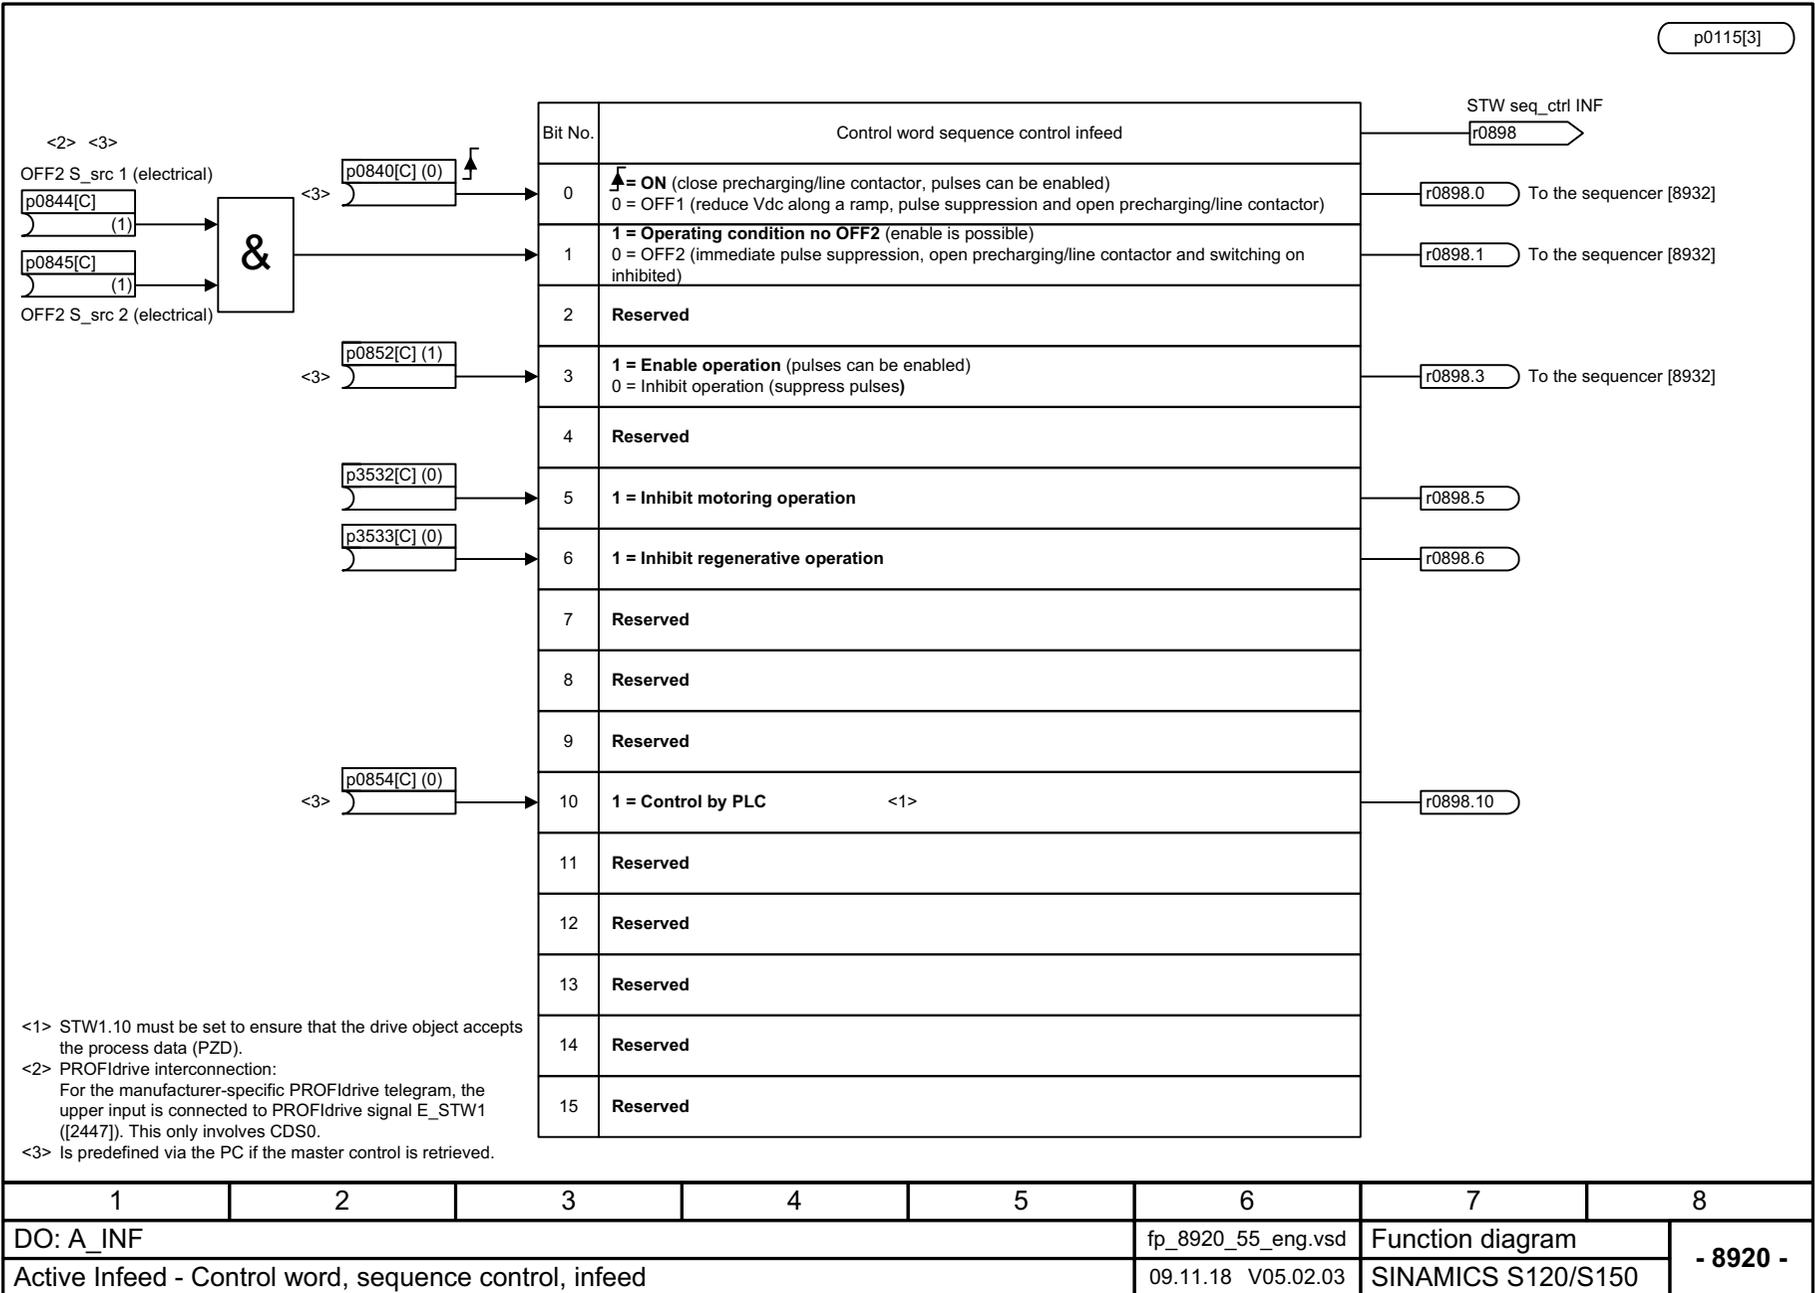 p0115[3]
STW seq_ctrl INF
Bit No. Control word sequence control infeed
r0898
<2> <3>
OFF2 S_src 1 (electrical)
p0844[C]
(1)
&
p0845[C]
(1)
OFF2 S_src 2 (electrical)
p0840[C] (0)
<3>
0
= ON (close precharging/line contactor, pulses can be enabled)
0 = OFF1 (reduce Vdc along a ramp, pulse suppression and open precharging/line contactor)
r0898.0 To the sequencer [8932]
1
1 = Operating condition no OFF2 (enable is possible)
0 = OFF2 (immediate pulse suppression, open precharging/line contactor and switching on
inhibited)
r0898.1 To the sequencer [8932]
2 Reserved
p0852[C] (1)
<3>
3
1 = Enable operation (pulses can be enabled)
0 = Inhibit operation (suppress pulses)
r0898.3 To the sequencer [8932]
4 Reserved
p3532[C] (0)
5 1 = Inhibit motoring operation r0898.5
p3533[C] (0)
6 1 = Inhibit regenerative operation r0898.6
7 Reserved
8 Reserved
9 Reserved
p0854[C] (0)
<3> 10 1 = Control by PLC <1> r0898.10
11 Reserved
12 Reserved
13 Reserved
14 Reserved
15 Reserved
<1> STW1.10 must be set to ensure that the drive object accepts
the process data (PZD).
<2> PROFIdrive interconnection:
For the manufacturer-specific PROFIdrive telegram, the
upper input is connected to PROFIdrive signal E_STW1
([2447]). This only involves CDS0.
<3> Is predefined via the PC if the master control is retrieved.
1 2 3 4 5 6 7 8
DO: A_INF fp_8920_55_eng.vsd Function diagram
Active Infeed - Control word, sequence control, infeed 09.11.18 V05.02.03 SINAMICS S120/S150
- 8920 -